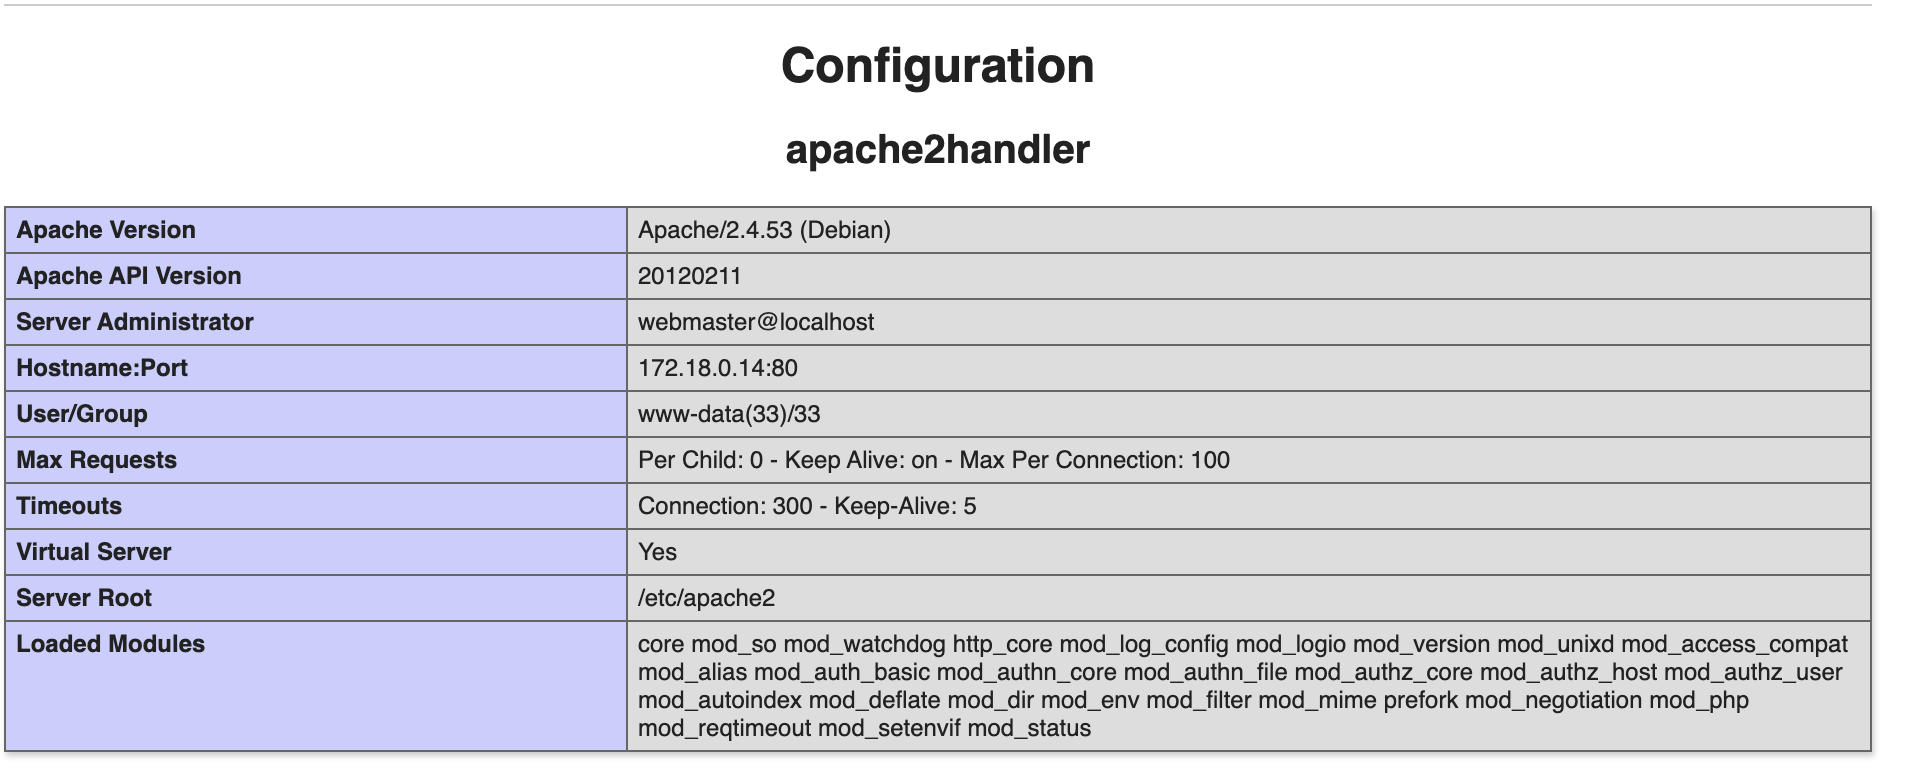 Configuration
apache2handler
Apache Version Apache/2.4.53 (Debian)
Apache API Version 20120211
Server Administrator webmaster@localhost
Hostname:Port 172.18.0.14:80
User/Group www-data(33)/33
Max Requests Per Child: 0 - Keep Alive: on - Max Per Connection: 100
Timeouts Connection: 300 - Keep-Alive: 5
Virtual Server Yes
Server Root /etc/apache2
Loaded Modules core mod_so mod_watchdog http_core mod_log_config mod_logio mod_version mod_unixd mod_access_compat
mod_alias mod_auth_basic mod_authn_core mod_authn_file mod_authz_core mod_authz_host mod_authz_user
mod_autoindex mod_deflate mod_dir mod_env mod_filter mod_mime prefork mod_negotiation mod_php
mod_reqtimeout mod_setenvif mod_status